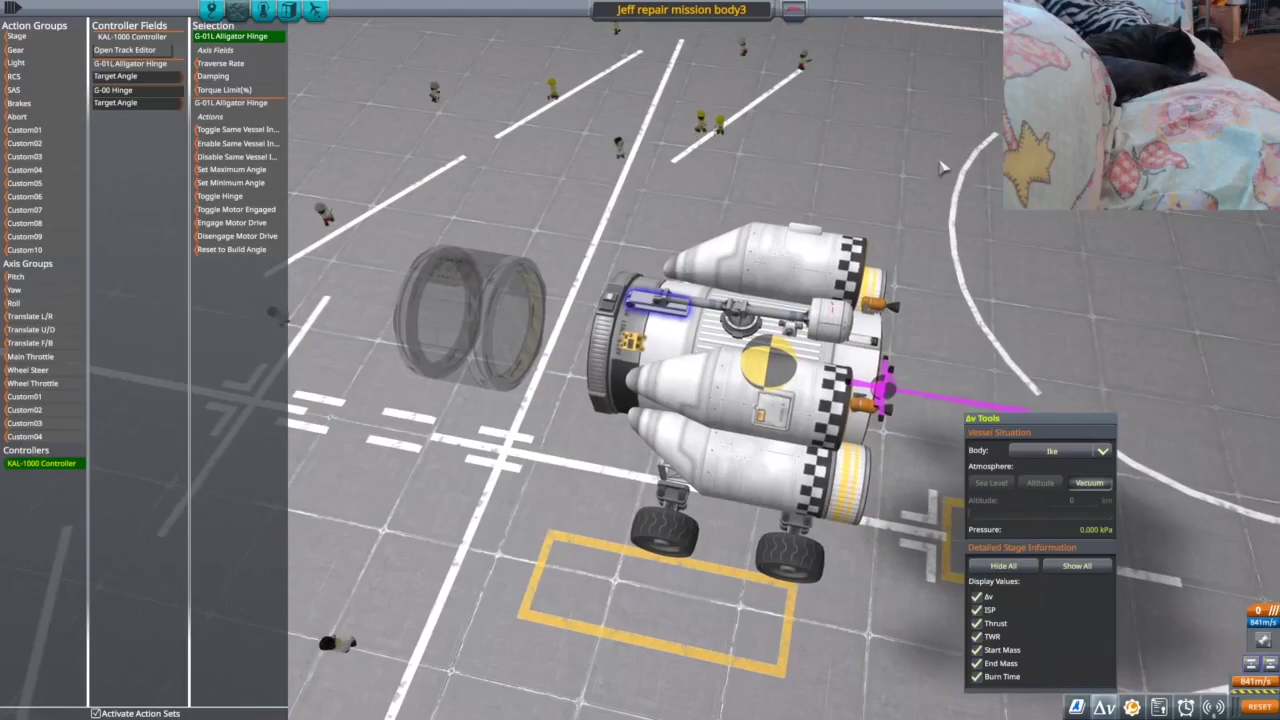 Jeff repair mission body3
Action Groups
Stage
Gear
Light
RCS
SAS
Brakes
Abort
Custom01
Custom02
Custom03
Custom04
Custom05
Custom06
Custom07
Custom08
Custom09
Custom10
Axis Groups
Pitch
Yaw
Roll
Translate L/R
Translate U/D
Translate F/B
Main Throttle
Wheel Steer
Wheel Throttle
Custom01
Custom02
Custom03
Custom04
Controllers
KAL-1000 Controller
Controller Fields
KAL-1000 Controller
Open Track Editor
G-01L Alligator Hinge
Target Angle
G-00 Hinge
Target Angle
Selection
G-01L Alligator Hinge
Axis Fields
Traverse Rate
Damping
Torque Limit(%)
G-01L Alligator Hinge
Actions
Toggle Same Vessel In...
Enable Same Vessel In...
Disable Same Vessel I...
Set Maximum Angle
Set Minimum Angle
Toggle Hinge
Toggle Motor Engaged
Engage Motor Drive
Disengage Motor Drive
Reset to Build Angle
Δv Tools
Vessel Situation
Body: Ike
Atmosphere:
Sea Level Altitude Vacuum
Altitude: 0 km
Pressure: 0.000 kPa
Detailed Stage Information
Hide All Show All
Display Values:
Δv
ISP
Thrust
TWR
Start Mass
End Mass
Burn Time
0
841m/s
841m/s
RESET
Δv
Activate Action Sets